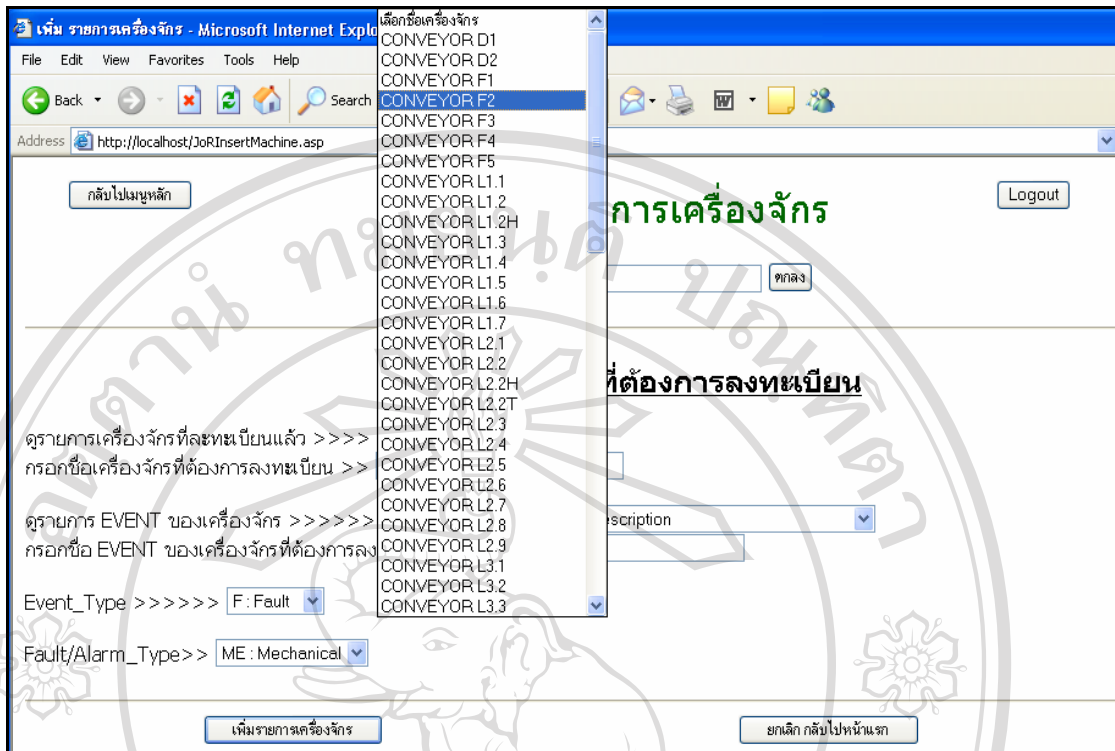 เพิ่ม รายการเครื่องจักร - Microsoft Internet Explo
File Edit View Favorites Tools Help
Back Search
Address http://localhost/JoRInsertMachine.asp
กลับไปเมนูหลัก
การเครื่องจักร
Logout
ตกลง
ที่ต้องการลงทะเบียน
ดูรายการเครื่องจักรที่ละทะเบียนแล้ว >>>>
กรอกชื่อเครื่องจักรที่ต้องการลงทะเบียน >>
ดูรายการ EVENT ของเครื่องจักร >>>>>>
scription
กรอกชื่อ EVENT ของเครื่องจักรที่ต้องการลง
Event_Type >>>>>> F : Fault
Fault/Alarm_Type>> ME : Mechanical
เพิ่มรายการเครื่องจักร
ยกเลิก กลับไปหน้าแรก
เลือกชื่อเครื่องจักร
CONVEYOR D1
CONVEYOR D2
CONVEYOR F1
CONVEYOR F2
CONVEYOR F3
CONVEYOR F4
CONVEYOR F5
CONVEYOR L1.1
CONVEYOR L1.2
CONVEYOR L1.2H
CONVEYOR L1.3
CONVEYOR L1.4
CONVEYOR L1.5
CONVEYOR L1.6
CONVEYOR L1.7
CONVEYOR L2.1
CONVEYOR L2.2
CONVEYOR L2.2H
CONVEYOR L2.2T
CONVEYOR L2.3
CONVEYOR L2.4
CONVEYOR L2.5
CONVEYOR L2.6
CONVEYOR L2.7
CONVEYOR L2.8
CONVEYOR L2.9
CONVEYOR L3.1
CONVEYOR L3.2
CONVEYOR L3.3